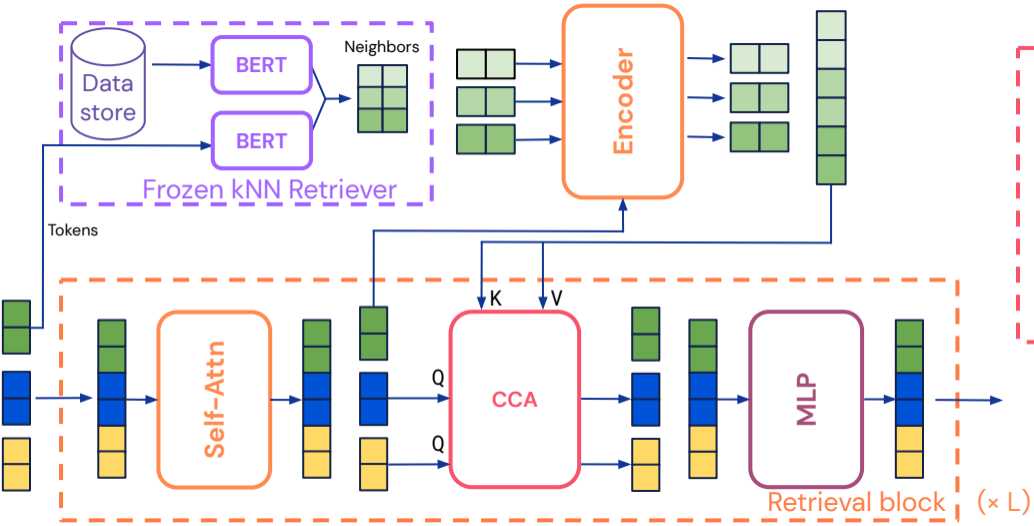 Data
store
BERT
BERT
Neighbors
Frozen kNN Retriever
Encoder
Tokens
K
V
Self-Attn
Q
Q
CCA
MLP
Retrieval block
(× L)